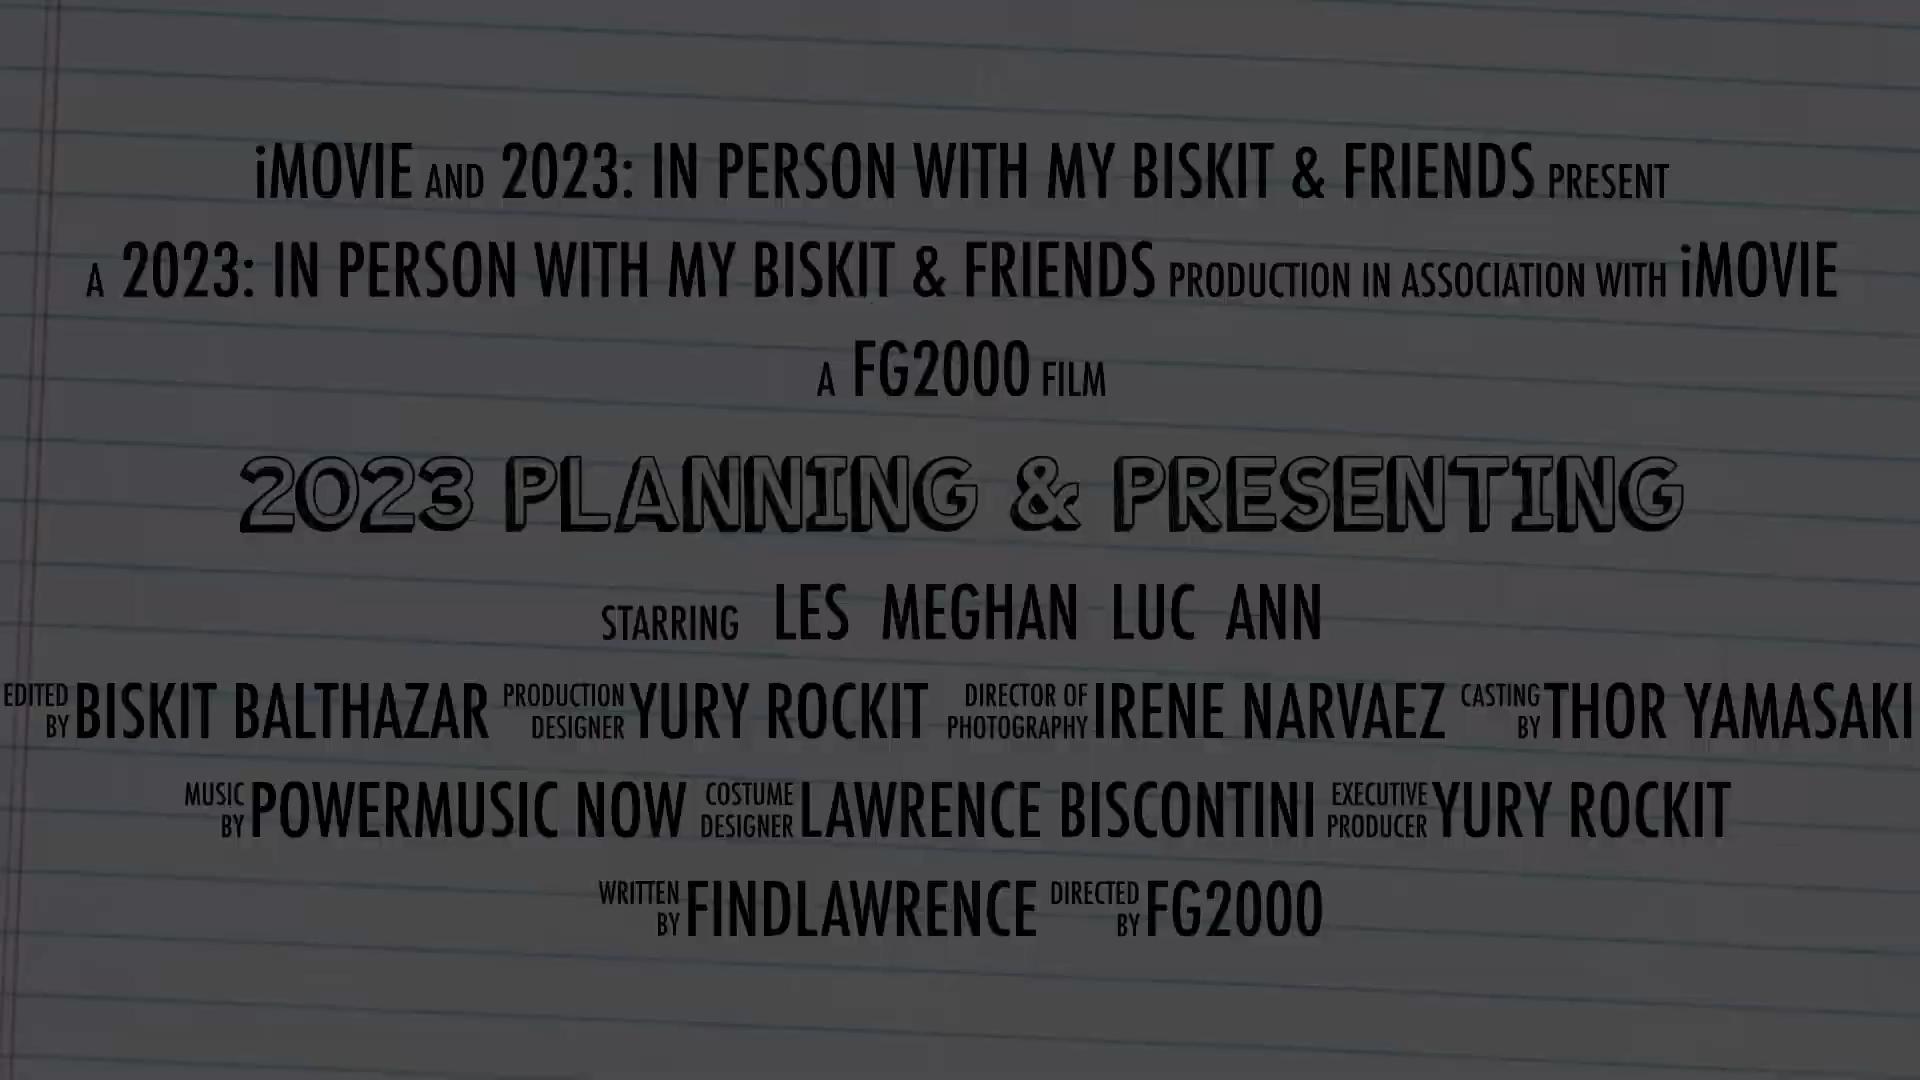 iMOVIE AND 2023: IN PERSON WITH MY BISKIT & FRIENDS PRESENT
A 2023: IN PERSON WITH MY BISKIT & FRIENDS PRODUCTION IN ASSOCIATION WITH iMOVIE
A FG2000 FILM
2023 PLANNING & PRESENTING
STARRING LES MEGHAN LUC ANN
EDITED BY BISKIT BALTHAZAR PRODUCTION DESIGNER YURY ROCKIT DIRECTOR OF PHOTOGRAPHY IRENE NARVAEZ CASTING BY THOR YAMASAKI
MUSIC BY POWERMUSIC NOW COSTUME DESIGNER LAWRENCE BISCONTINI EXECUTIVE PRODUCER YURY ROCKIT
WRITTEN BY FINDLAWRENCE DIRECTED BY FG2000